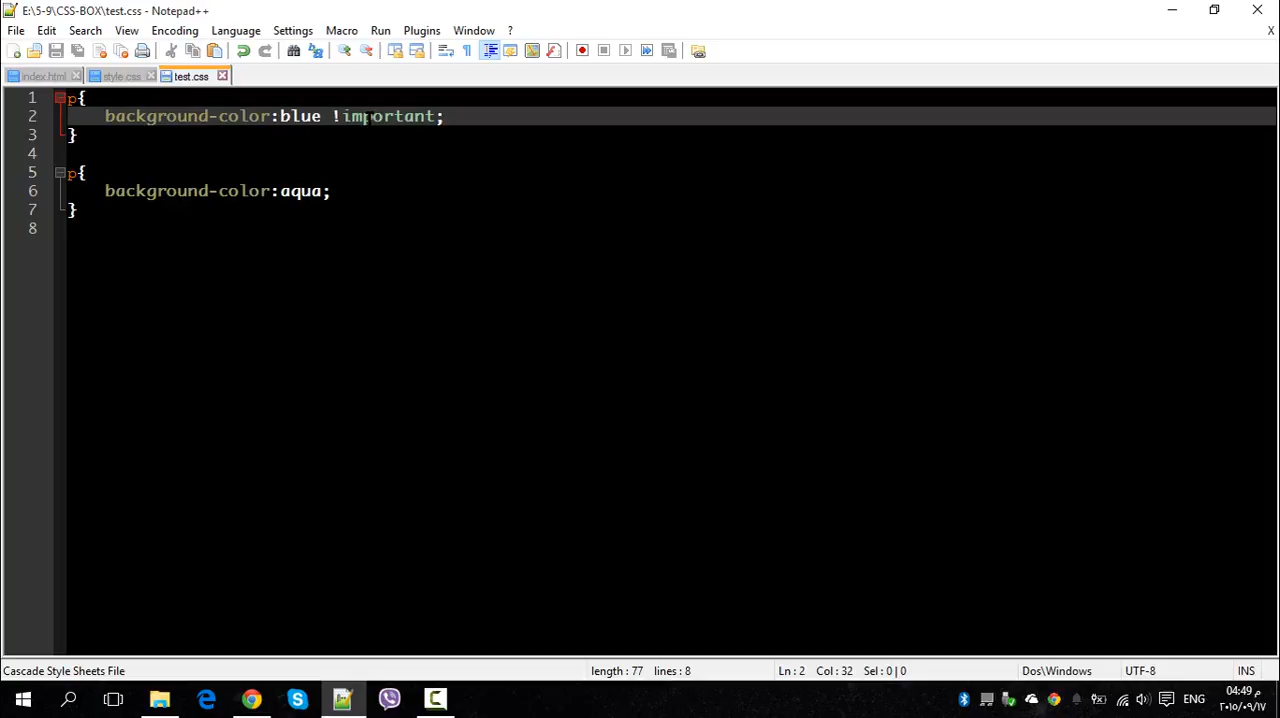 E:\5-9\CSS-BOX\test.css - Notepad++
File Edit Search View Encoding Language Settings Macro Run Plugins Window ? X
index.html style.css test.css
1 p{
2 background-color:blue !important;
3 }
4
5 p{
6 background-color:aqua;
7 }
8
Cascade Style Sheets File length : 77 lines : 8 Ln : 2 Col : 32 Sel : 0 | 0 Dos\Windows UTF-8 INS
ENG 04:49 م
٢٠١٥/٠٩/١٧